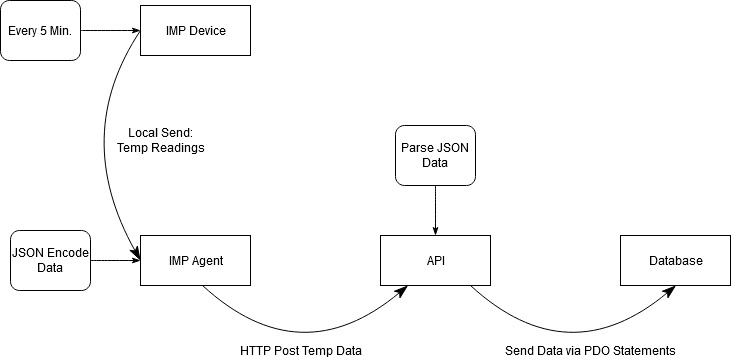 Every 5 Min.
IMP Device
Local Send:
Temp Readings
Parse JSON
Data
JSON Encode
Data
IMP Agent
API
Database
HTTP Post Temp Data
Send Data via PDO Statements